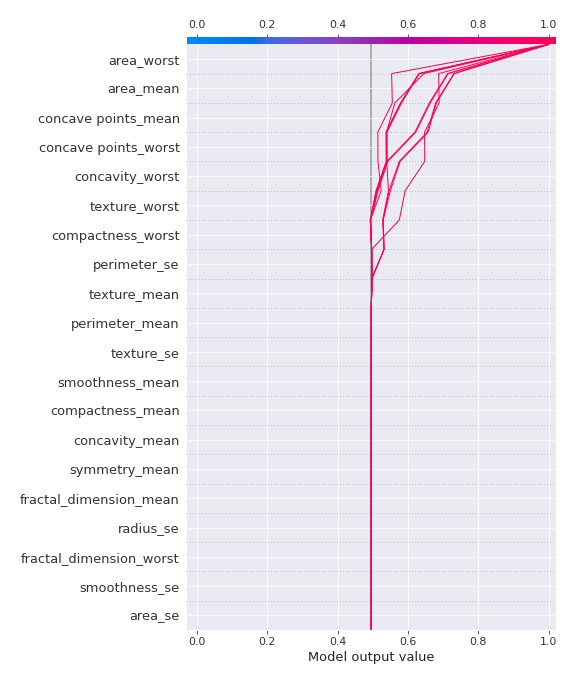 0.0 0.2 0.4 0.6 0.8 1.0
area_worst
area_mean
concave points_mean
concave points_worst
concavity_worst
texture_worst
compactness_worst
perimeter_se
texture_mean
perimeter_mean
texture_se
smoothness_mean
compactness_mean
concavity_mean
symmetry_mean
fractal_dimension_mean
radius_se
fractal_dimension_worst
smoothness_se
area_se
0.0 0.2 0.4 0.6 0.8 1.0
Model output value